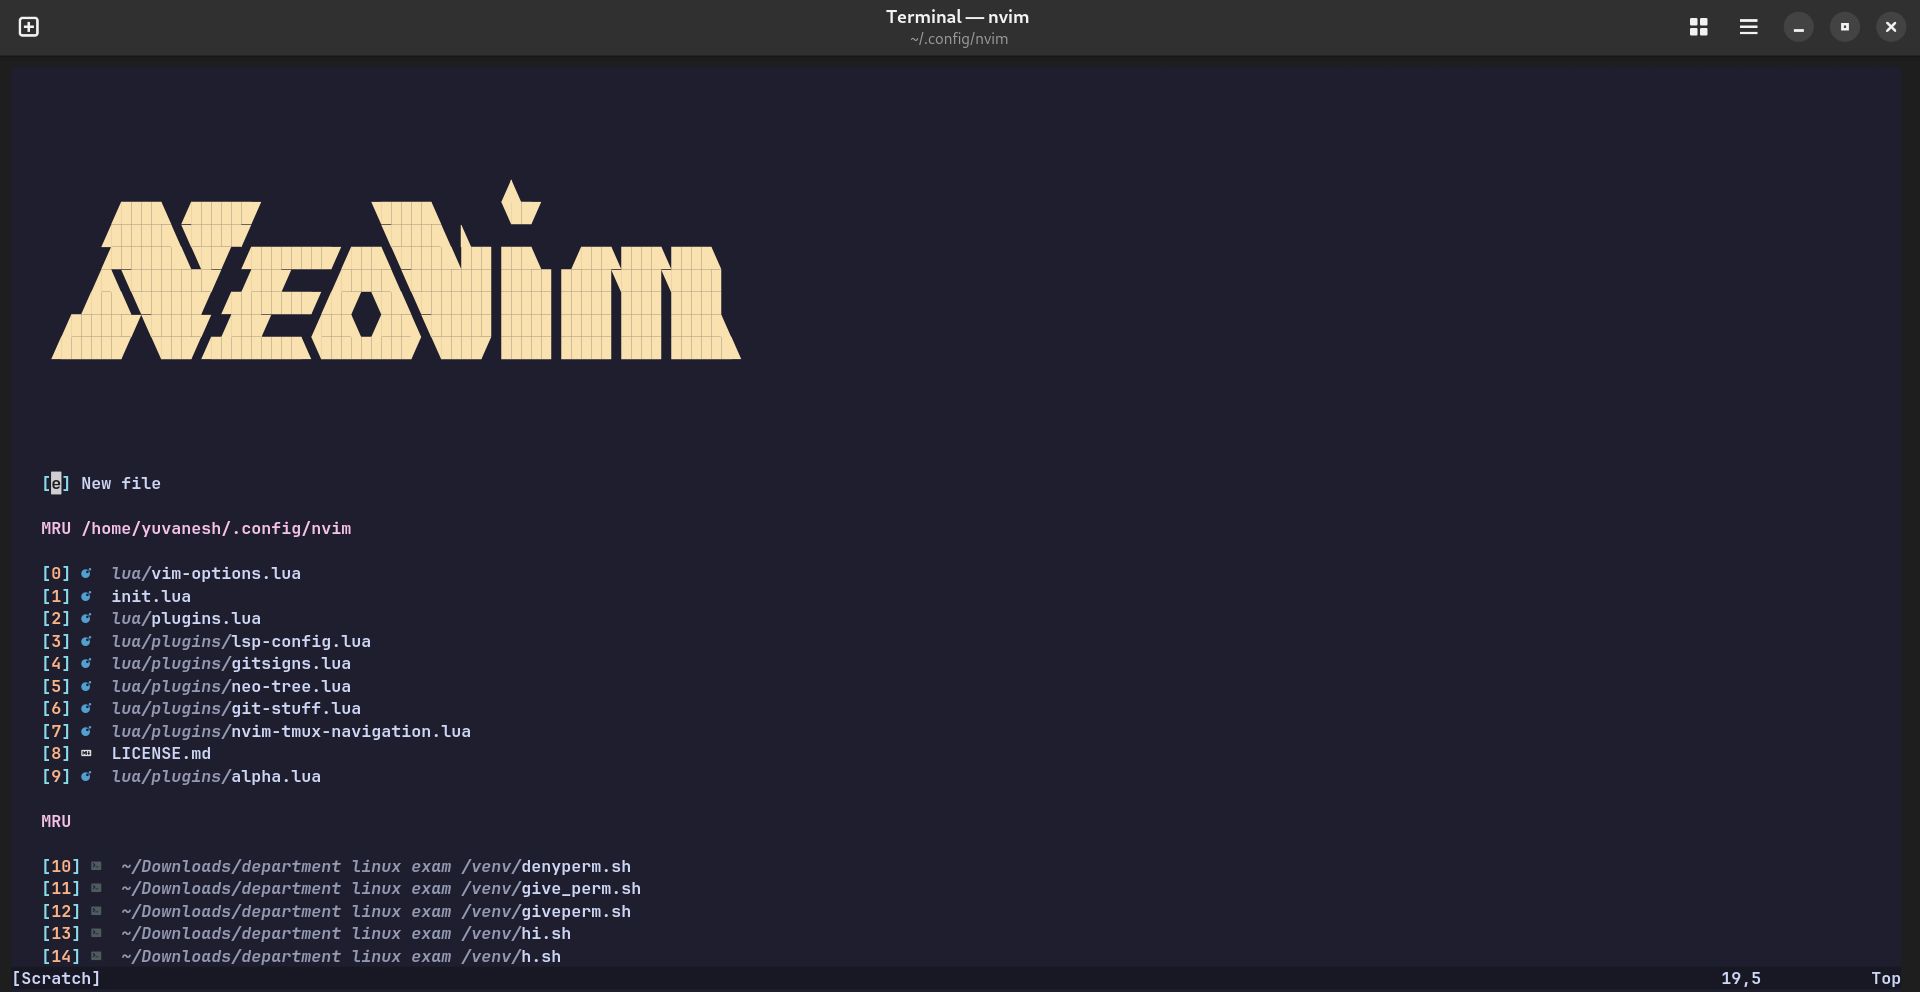 Terminal — nvim
~/.config/nvim
NEOVIM
[e] New file
MRU /home/yuvanesh/.config/nvim
[0] lua/vim-options.lua
[1] init.lua
[2] lua/plugins.lua
[3] lua/plugins/lsp-config.lua
[4] lua/plugins/gitsigns.lua
[5] lua/plugins/neo-tree.lua
[6] lua/plugins/git-stuff.lua
[7] lua/plugins/nvim-tmux-navigation.lua
[8] LICENSE.md
[9] lua/plugins/alpha.lua
MRU
[10] ~/Downloads/department linux exam /venv/denyperm.sh
[11] ~/Downloads/department linux exam /venv/give_perm.sh
[12] ~/Downloads/department linux exam /venv/giveperm.sh
[13] ~/Downloads/department linux exam /venv/hi.sh
[14] ~/Downloads/department linux exam /venv/h.sh
[Scratch] 19,5 Top